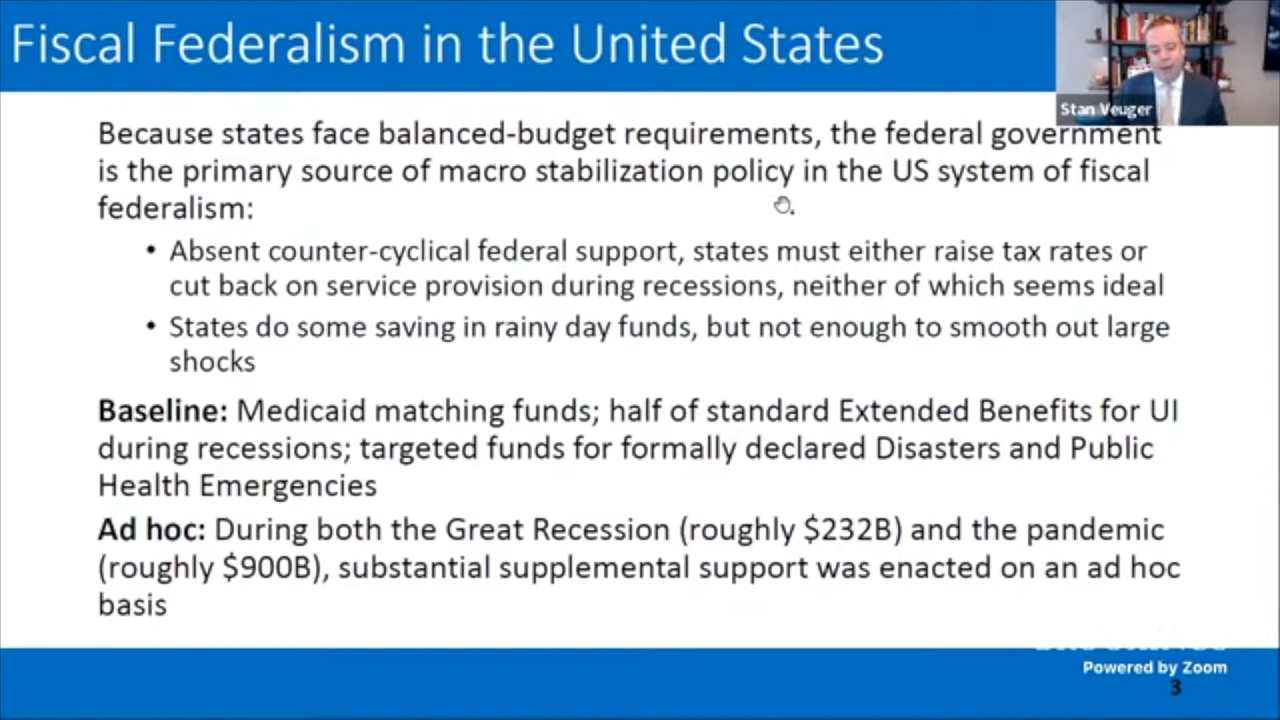 Fiscal Federalism in the United States
Stan Veuger
Because states face balanced-budget requirements, the federal government
is the primary source of macro stabilization policy in the US system of fiscal
federalism:
• Absent counter-cyclical federal support, states must either raise tax rates or
cut back on service provision during recessions, neither of which seems ideal
• States do some saving in rainy day funds, but not enough to smooth out large
shocks
Baseline: Medicaid matching funds; half of standard Extended Benefits for UI
during recessions; targeted funds for formally declared Disasters and Public
Health Emergencies
Ad hoc: During both the Great Recession (roughly $232B) and the pandemic
(roughly $900B), substantial supplemental support was enacted on an ad hoc
basis
Powered by Zoom
3